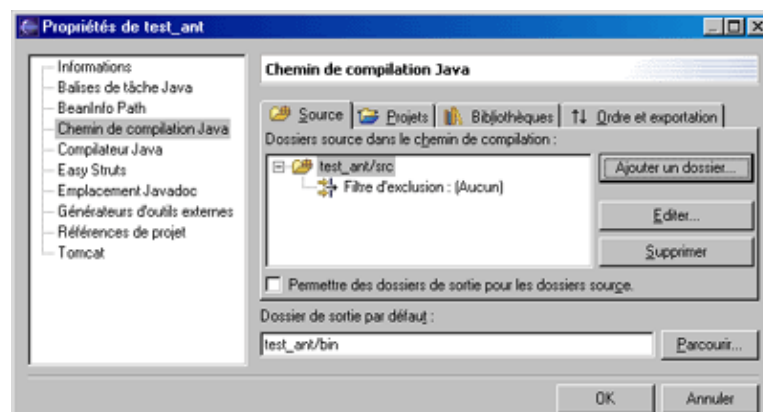 Propriétés de test_ant
Informations
Balises de tâche Java
BeanInfo Path
Chemin de compilation Java
Compilateur Java
Easy Struts
Emplacement Javadoc
Générateurs d'outils externes
Références de projet
Tomcat
Chemin de compilation Java
Source Projets Bibliothèques Ordre et exportation
Dossiers source dans le chemin de compilation :
test_ant/src
Filtre d'exclusion : (Aucun)
Ajouter un dossier...
Editer...
Supprimer
Permettre des dossiers de sortie pour les dossiers source.
Dossier de sortie par défaut :
test_ant/bin
Parcourir...
OK Annuler